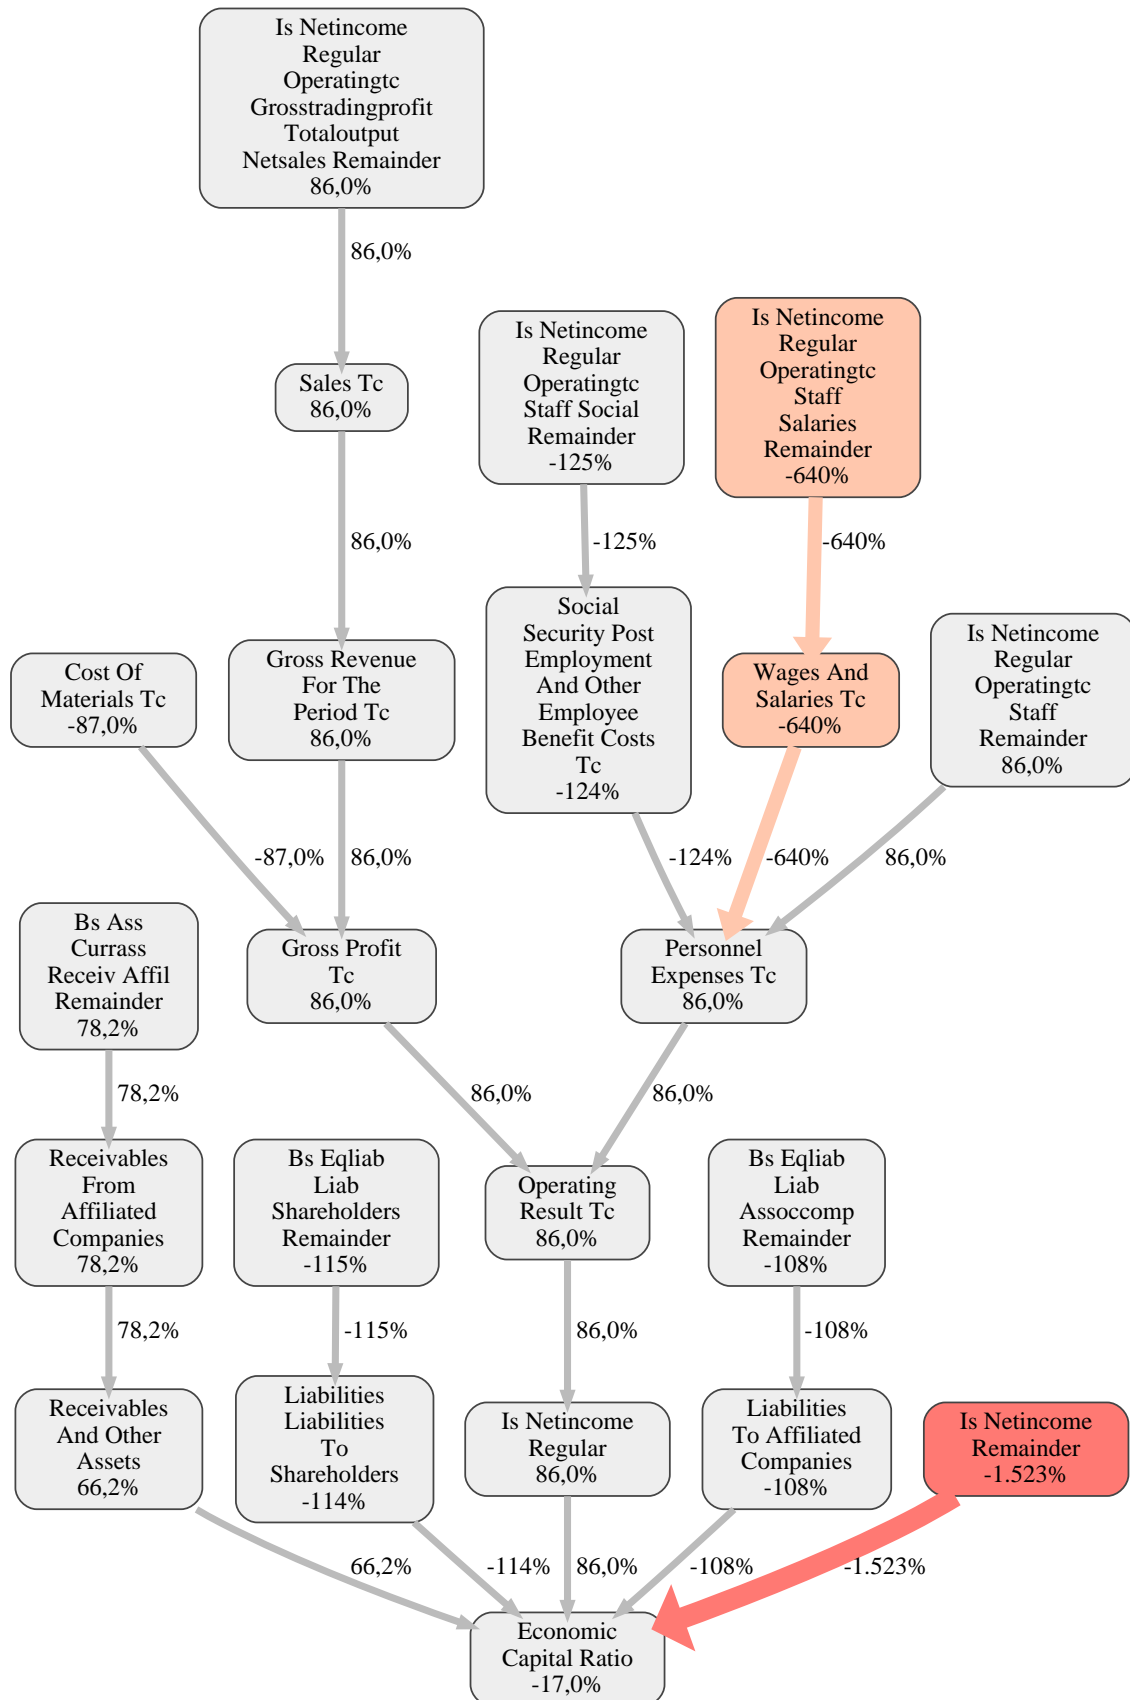 Is Netincome
Regular
Operatingtc
Grosstradingprofit
Totaloutput
Netsales Remainder
86,0%
86,0%
Is Netincome
Regular
Operatingtc
Staff Social
Remainder
-125%
Is Netincome
Regular
Operatingtc
Staff
Salaries
Remainder
-640%
Sales Tc
86,0%
86,0%
-125%
-640%
Cost Of
Materials Tc
-87,0%
Gross Revenue
For The
Period Tc
86,0%
Social
Security Post
Employment
And Other
Employee
Benefit Costs
Tc
-124%
Wages And
Salaries Tc
-640%
Is Netincome
Regular
Operatingtc
Staff
Remainder
86,0%
-87,0%
86,0%
-124%
-640%
86,0%
Bs Ass
Currass
Receiv Affil
Remainder
78,2%
Gross Profit
Tc
86,0%
Personnel
Expenses Tc
86,0%
78,2%
86,0%
86,0%
Receivables
From
Affiliated
Companies
78,2%
Bs Eqliab
Liab
Shareholders
Remainder
-115%
Operating
Result Tc
86,0%
Bs Eqliab
Liab
Assoccomp
Remainder
-108%
78,2%
-115%
86,0%
-108%
Receivables
And Other
Assets
66,2%
Liabilities
Liabilities
To
Shareholders
-114%
Is Netincome
Regular
86,0%
Liabilities
To Affiliated
Companies
-108%
Is Netincome
Remainder
-1.523%
66,2%
-114%
86,0%
-108%
-1.523%
Economic
Capital Ratio
-17,0%